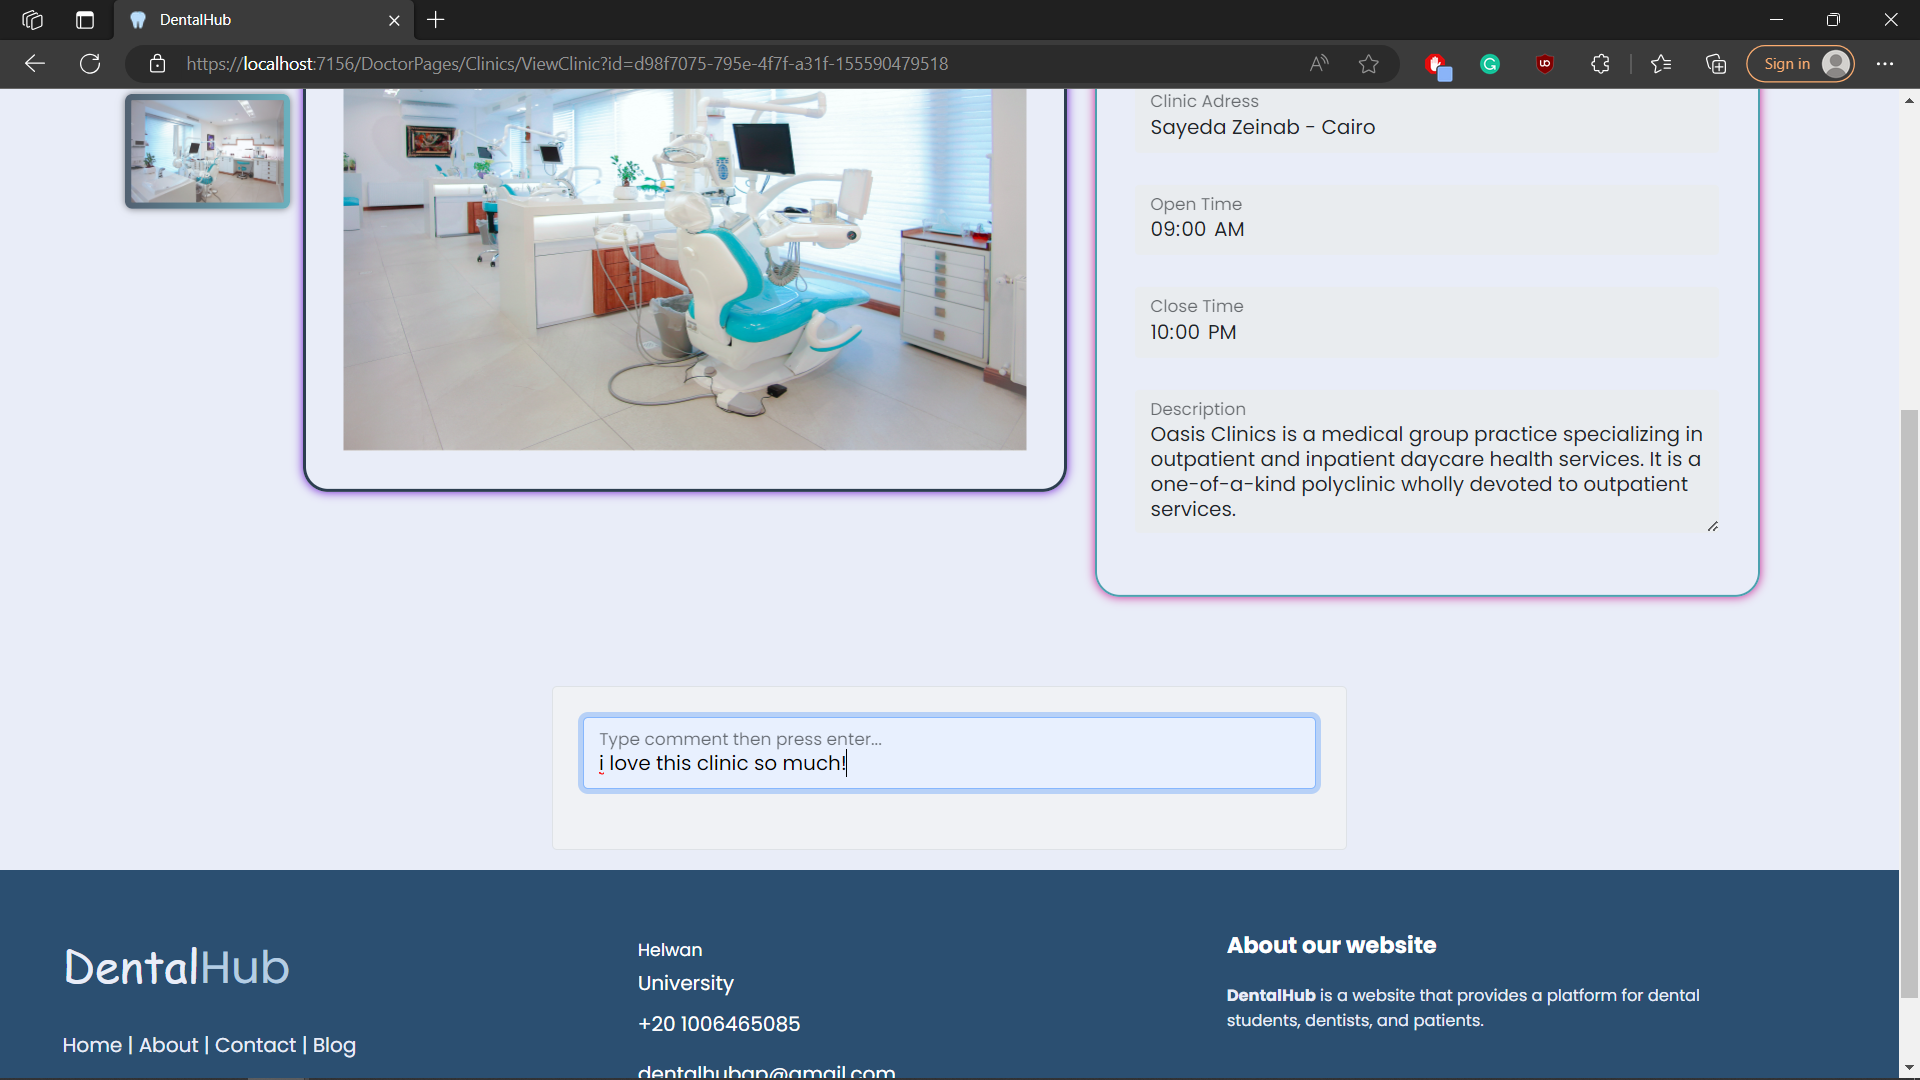 DentalHub
https://localhost:7156/DoctorPages/Clinics/ViewClinic?id=d98f7075-795e-4f7f-a31f-155590479518
Sign in
Clinic Adress
Sayeda Zeinab - Cairo
Open Time
09:00 AM
Close Time
10:00 PM
Description
Oasis Clinics is a medical group practice specializing in
outpatient and inpatient daycare health services. It is a
one-of-a-kind polyclinic wholly devoted to outpatient
services.
Type comment then press enter...
i love this clinic so much!
DentalHub
Home | About | Contact | Blog
Helwan
University
+20 1006465085
dentalhubgp@gmail.com
About our website
DentalHub is a website that provides a platform for dental
students, dentists, and patients.